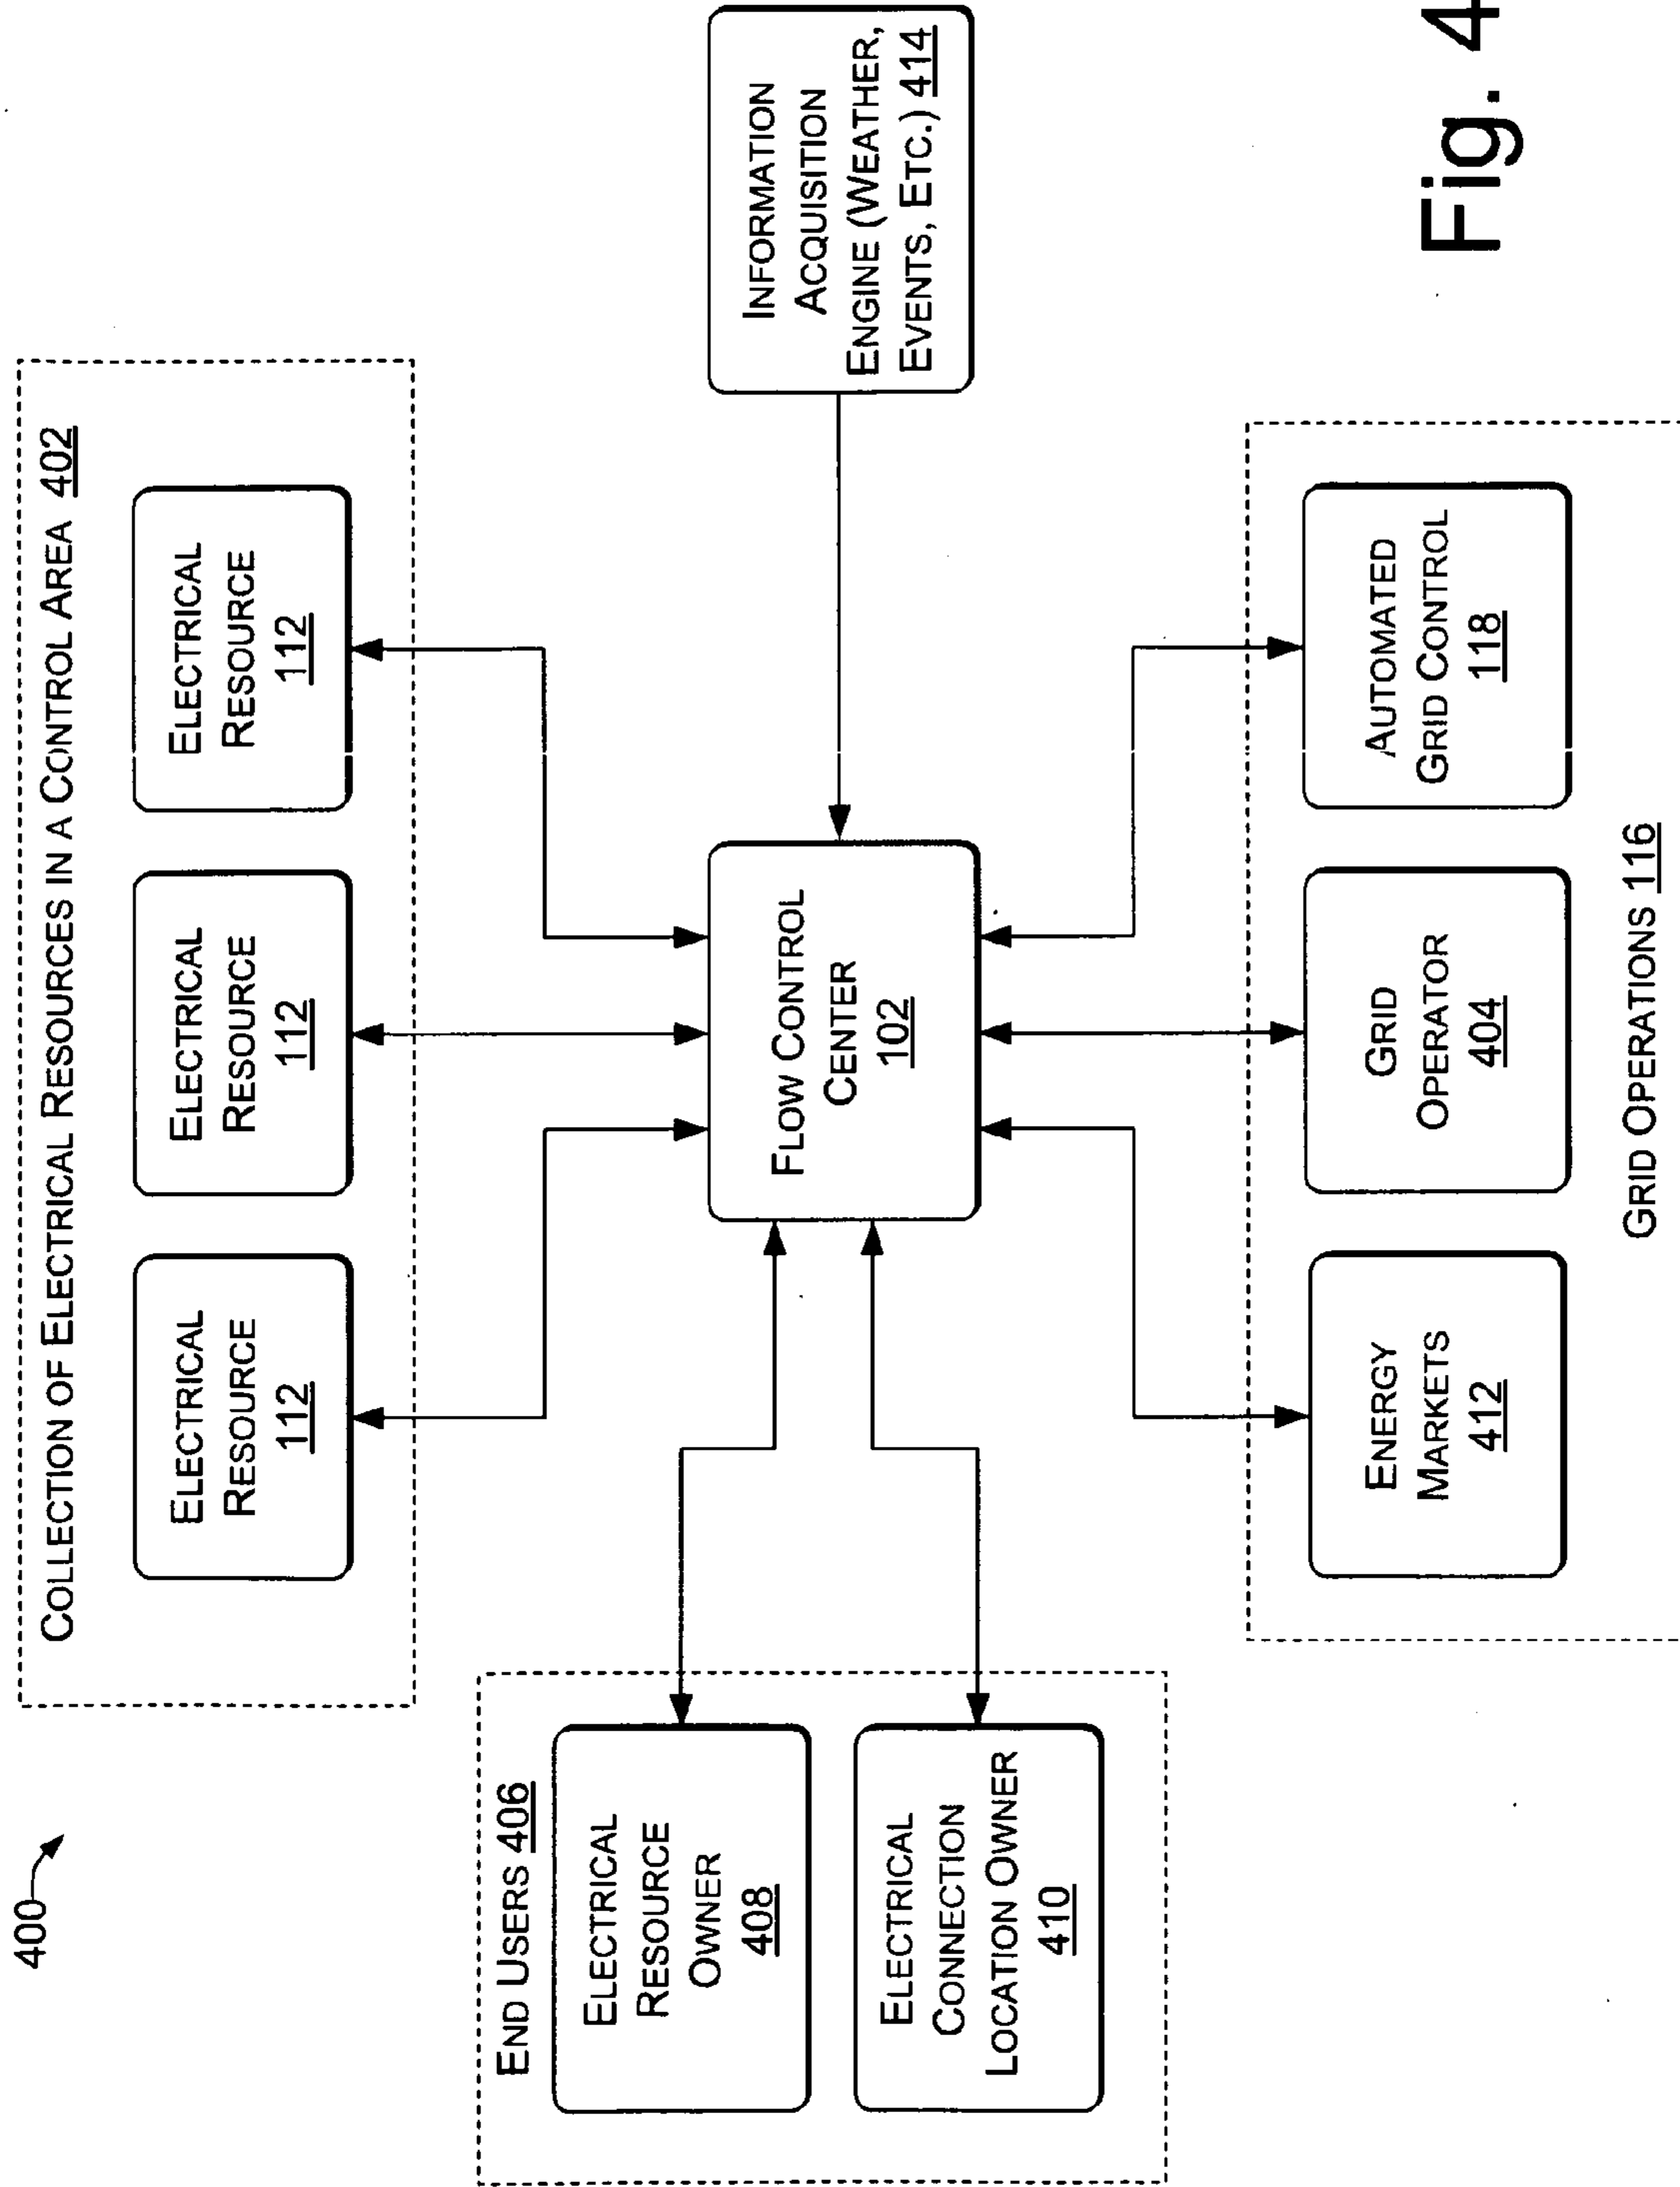 400
COLLECTION OF ELECTRICAL RESOURCES IN A CONTROL AREA 402
ELECTRICAL
RESOURCE
112
ELECTRICAL
RESOURCE
112
ELECTRICAL
RESOURCE
112
END USERS 406
ELECTRICAL
RESOURCE
OWNER
408
ELECTRICAL
CONNECTION
LOCATION OWNER
410
FLOW CONTROL
CENTER
102
INFORMATION
ACQUISITION
ENGINE (WEATHER,
EVENTS, ETC.) 414
ENERGY
MARKETS
412
GRID
OPERATOR
404
AUTOMATED
GRID CONTROL
118
GRID OPERATIONS 116
Fig. 4